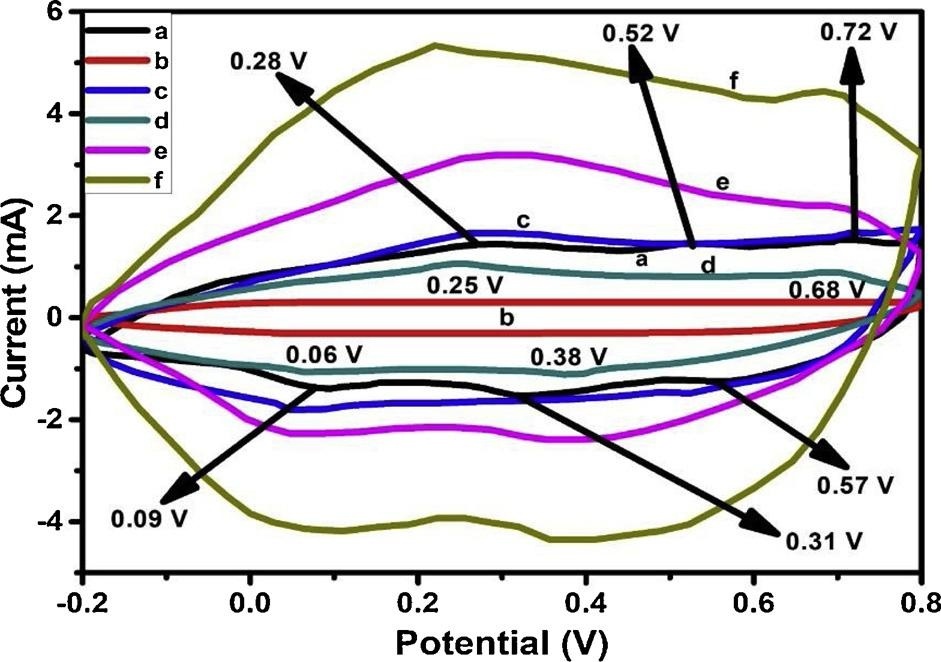 6
4
2
0
-2
-4
Current (mA)
a
b
c
d
e
f
0.28 V
0.52 V
0.72 V
f
e
c
a
d
0.25 V
0.68 V
b
0.06 V
0.38 V
0.09 V
0.57 V
0.31 V
-0.2
0.0
0.2
0.4
0.6
0.8
Potential (V)